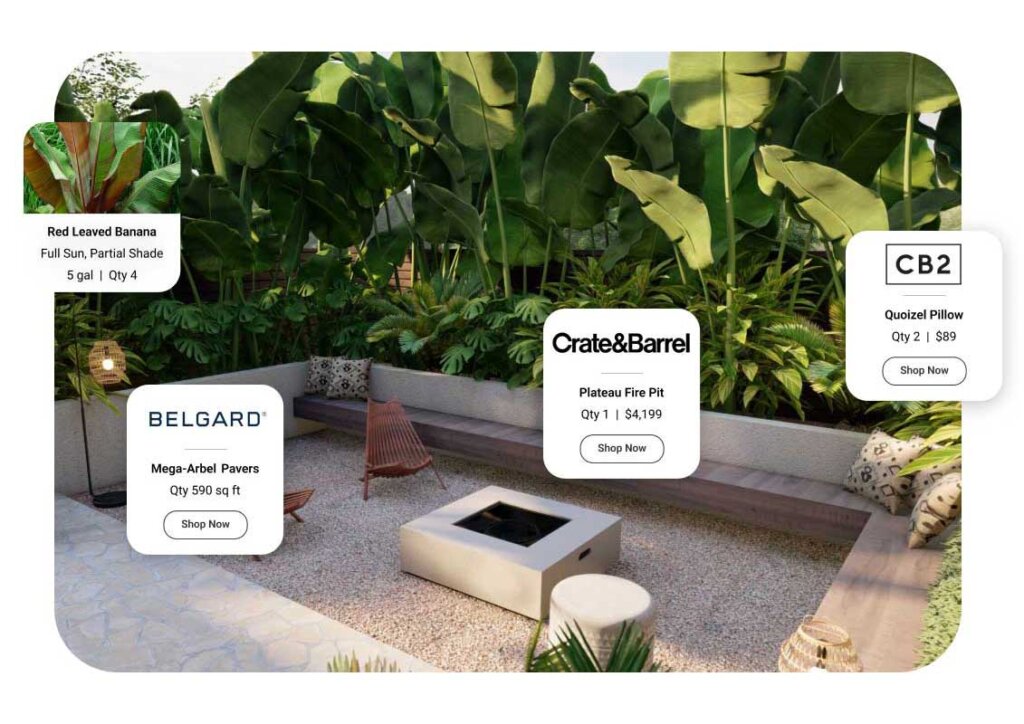 Red Leaved Banana
Full Sun, Partial Shade
5 gal | Qty 4
BELGARD®
Mega-Arbel Pavers
Qty 590 sq ft
Shop Now
Crate&Barrel
Plateau Fire Pit
Qty 1 | $4,199
Shop Now
CB2
Quoizel Pillow
Qty 2 | $89
Shop Now